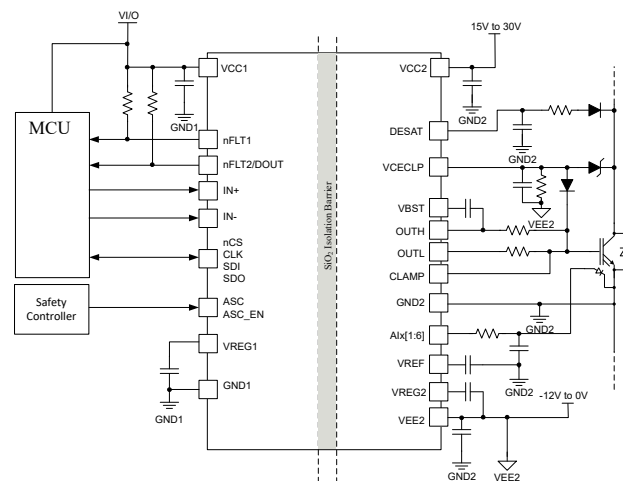 VI/O
15V to 30V
VCC1
VCC2
GND1
GND2
MCU
DESAT
nFLT1
GND2
nFLT2/DOUT
VCECLP
IN+
VBST
VEE2
IN-
OUTH
SiO2 Isolation Barrier
nCS
CLK
SDI
SDO
OUTL
CLAMP
Z
Safety
Controller
ASC
ASC_EN
GND2
GND2
VREG1
AIx[1:6]
VREF
GND2
GND1
GND1
VREG2
-12V to 0V
VEE2
GND2
VEE2